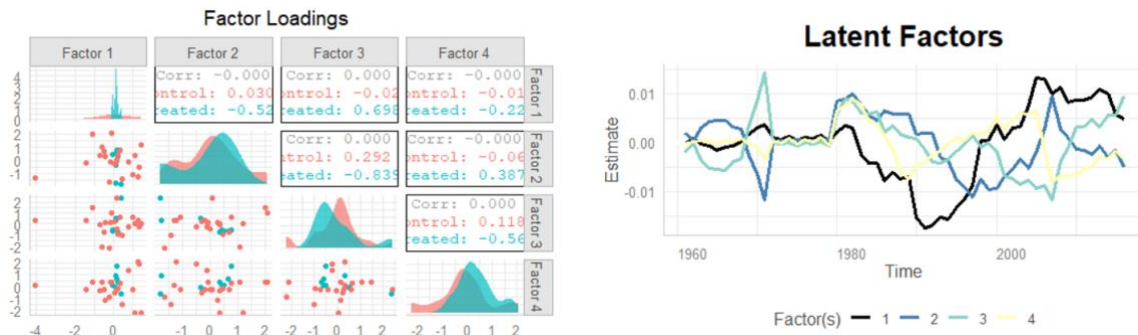 Factor Loadings
Factor 1
Factor 2
Factor 3
Factor 4
Corr: -0.000
Corr: 0.000
Corr: -0.000
ontrol: 0.030
ontrol: -0.02
ontrol: -0.01
reated: -0.52
reated: 0.698
reated: -0.22
Factor 1
4
3
2
1
0
Corr: 0.000
Corr: -0.000
ntrol: 0.292
ntrol: -0.06
eated: -0.839
eated: 0.387
Factor 2
2
1
0
-1
Corr: 0.000
ontrol: 0.118
reated: -0.56
Factor 3
2
1
0
-1
-2
Factor 4
2
1
0
-1
-2
-4
-2
0
-1
0
1
2
-2
-1
0
1
2
-2
-1
0
1
2
Latent Factors
Estimate
0.01
0.00
-0.01
1960
1980
2000
Time
Factor(s)
1
2
3
4